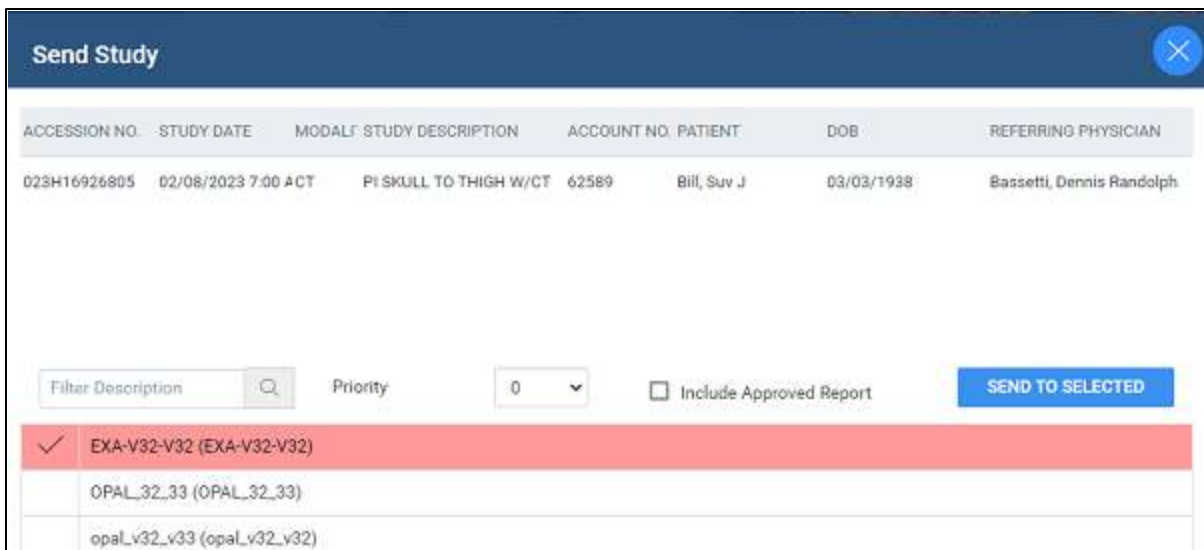 Send Study
ACCESSION NO. STUDY DATE MODALI STUDY DESCRIPTION ACCOUNT NO. PATIENT DOB REFERRING PHYSICIAN
023H16926805 02/08/2023 7:00 A CT PI SKULL TO THIGH W/CT 62589 Bill, Suv J 03/03/1938 Bassetti, Dennis Randolph
Filter Description Priority 0 Include Approved Report SEND TO SELECTED
EXA-V32-V32 (EXA-V32-V32)
OPAL_32_33 (OPAL_32_33)
opal_v32_v33 (opal_v32_v32)